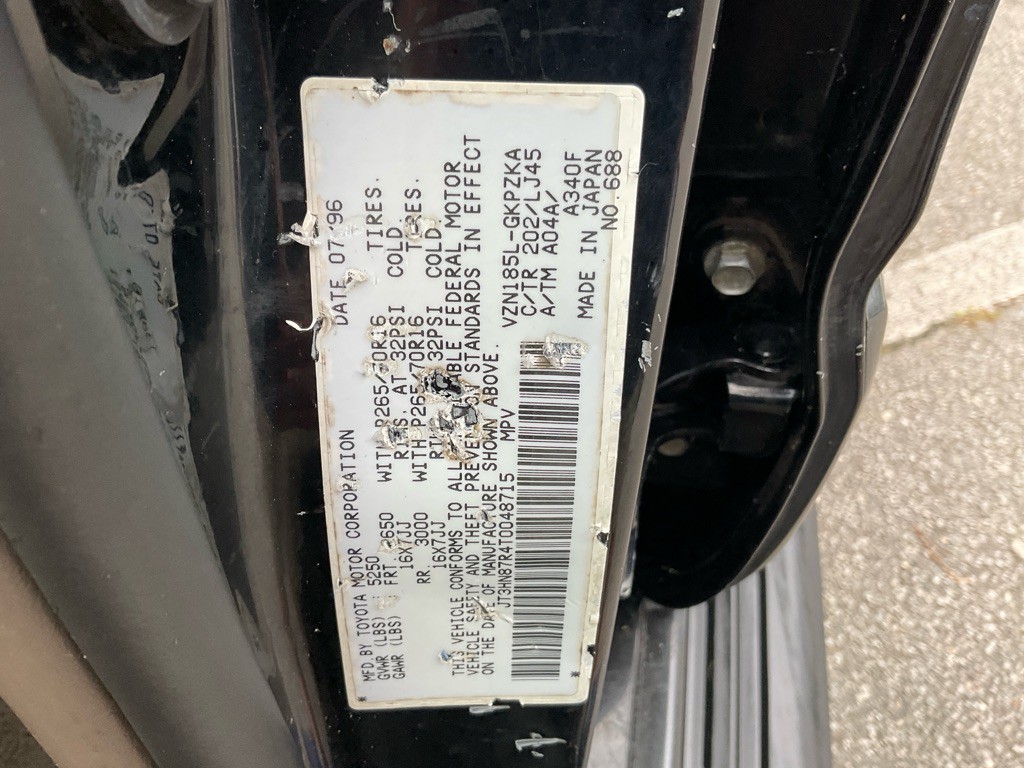 MFD. BY TOYOTA MOTOR CORPORATION DATE 07/96
GVWR (LBS) : 5250
GAWR (LBS) : FRT. 2650 WITH P265/70R16 TIRES.
16X7JJ RIMS. AT 32PSI COLD.
RR. 3000 WITH P265/70R16
16X7JJ 32PSI COLD.
THIS VEHICLE CONFORMS TO ALL FEDERAL MOTOR
VEHICLE SAFETY AND THEFT STANDARDS IN EFFECT
ON THE DATE OF MANUFACTURE SHOWN ABOVE.
JT3HN87R4T0048715 MPV
VZN185L-GKPZKA
C/TR 202/LJ45
A/TM A04A/
A340F
MADE IN JAPAN
NO. 688